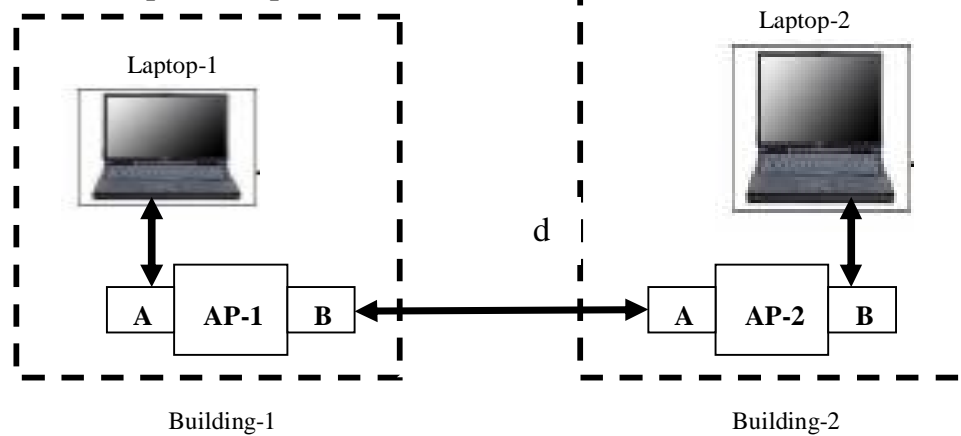 Laptop-2
Laptop-1
d
A AP-1 B A AP-2 B
Building-1 Building-2